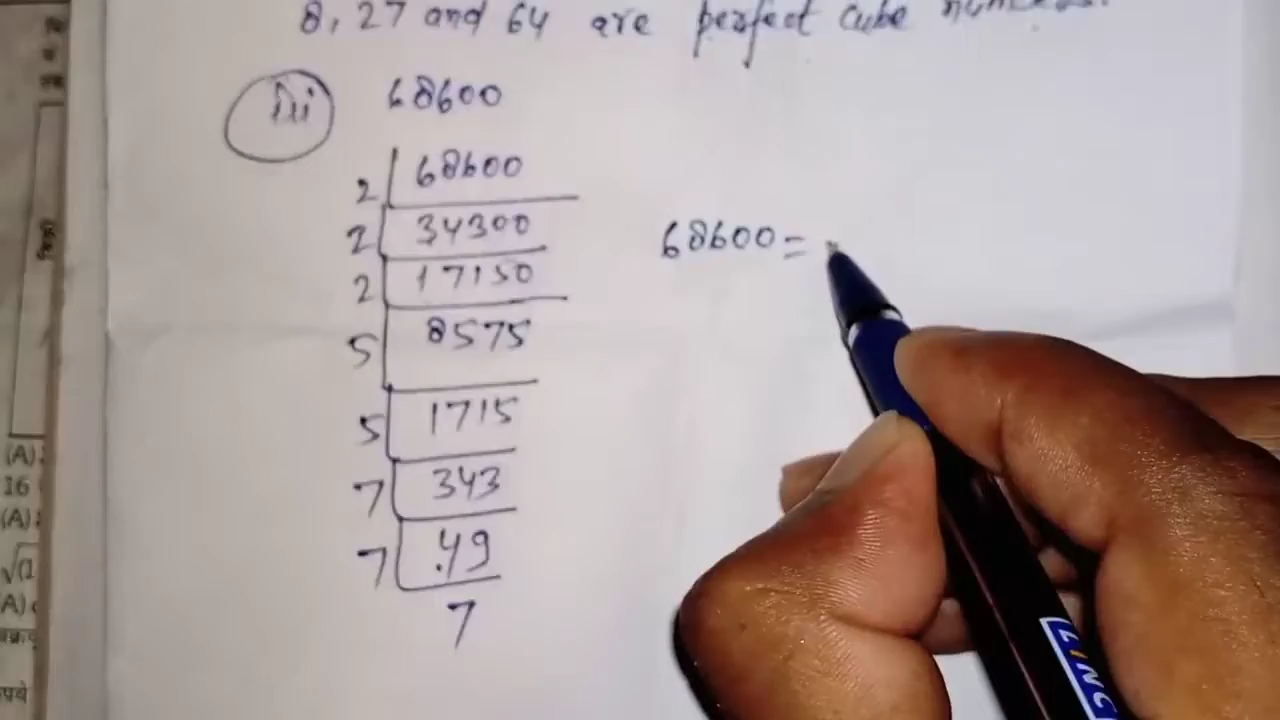 8, 27 and 64 are perfect cube
iii 68600
2 68600
2 34300
2 17150
5 8575
5 1715
7 343
7 .49
7
68600 =
(A)
16
(A)
√(1
(A)